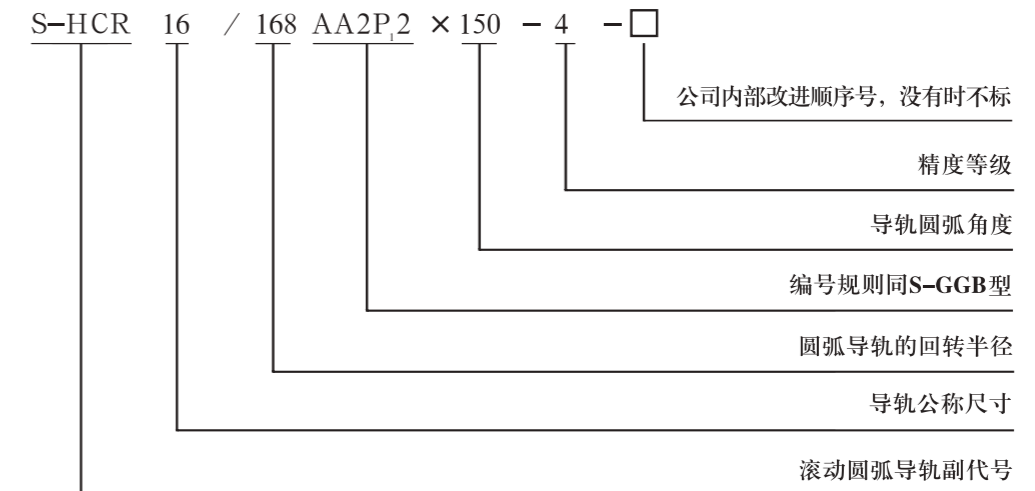 S-HCR 16 / 168 AA2P₁2 × 150 - 4 - □
公司内部改进顺序号，没有时不标
精度等级
导轨圆弧角度
编号规则同S-GGB型
圆弧导轨的回转半径
导轨公称尺寸
滚动圆弧导轨副代号